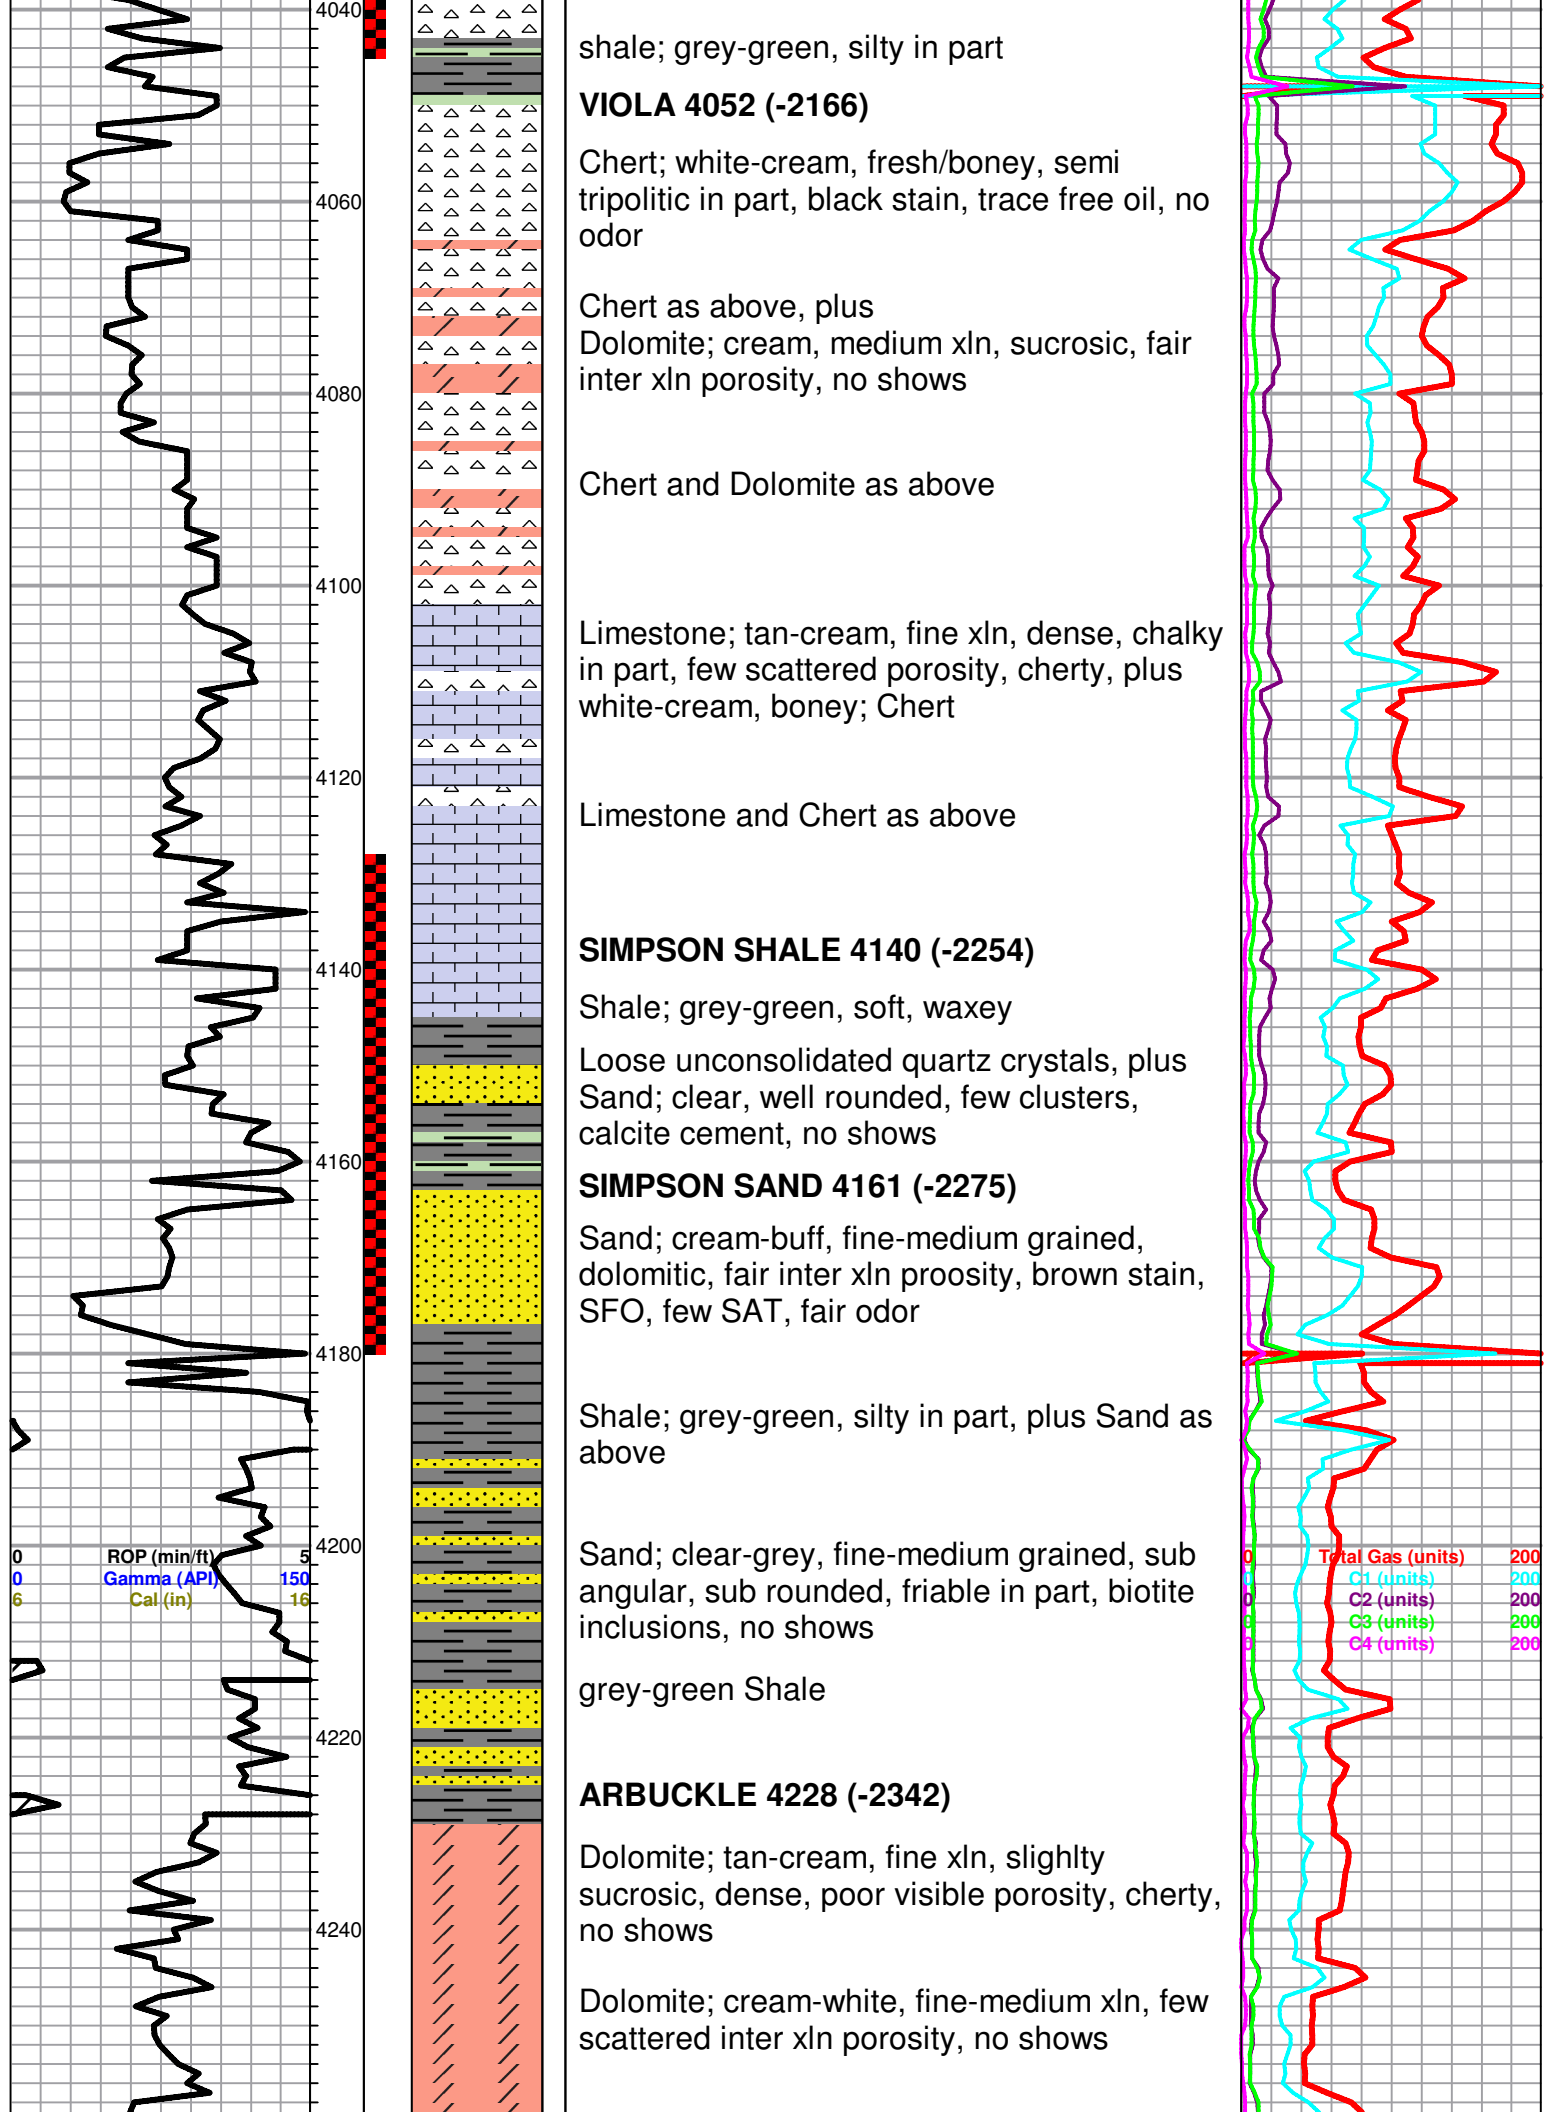 4040
shale; grey-green, silty in part
VIOLA 4052 (-2166)
Chert; white-cream, fresh/boney, semi
tripolitic in part, black stain, trace free oil, no
odor
4060
Chert as above, plus
Dolomite; cream, medium xln, sucrosic, fair
inter xln porosity, no shows
4080
Chert and Dolomite as above
4100
Limestone; tan-cream, fine xln, dense, chalky
in part, few scattered porosity, cherty, plus
white-cream, boney; Chert
4120
Limestone and Chert as above
SIMPSON SHALE 4140 (-2254)
4140
Shale; grey-green, soft, waxey
Loose unconsolidated quartz crystals, plus
Sand; clear, well rounded, few clusters,
calcite cement, no shows
4160
SIMPSON SAND 4161 (-2275)
Sand; cream-buff, fine-medium grained,
dolomitic, fair inter xln proosity, brown stain,
SFO, few SAT, fair odor
4180
Shale; grey-green, silty in part, plus Sand as
above
4200
0 ROP (min/ft) 5
0 Gamma (API) 150
6 Cal (in) 16
Sand; clear-grey, fine-medium grained, sub
angular, sub rounded, friable in part, biotite
inclusions, no shows
0 Total Gas (units) 200
0 C1 (units) 200
0 C2 (units) 200
0 C3 (units) 200
0 C4 (units) 200
grey-green Shale
4220
ARBUCKLE 4228 (-2342)
Dolomite; tan-cream, fine xln, slighlty
sucrosic, dense, poor visible porosity, cherty,
no shows
4240
Dolomite; cream-white, fine-medium xln, few
scattered inter xln porosity, no shows